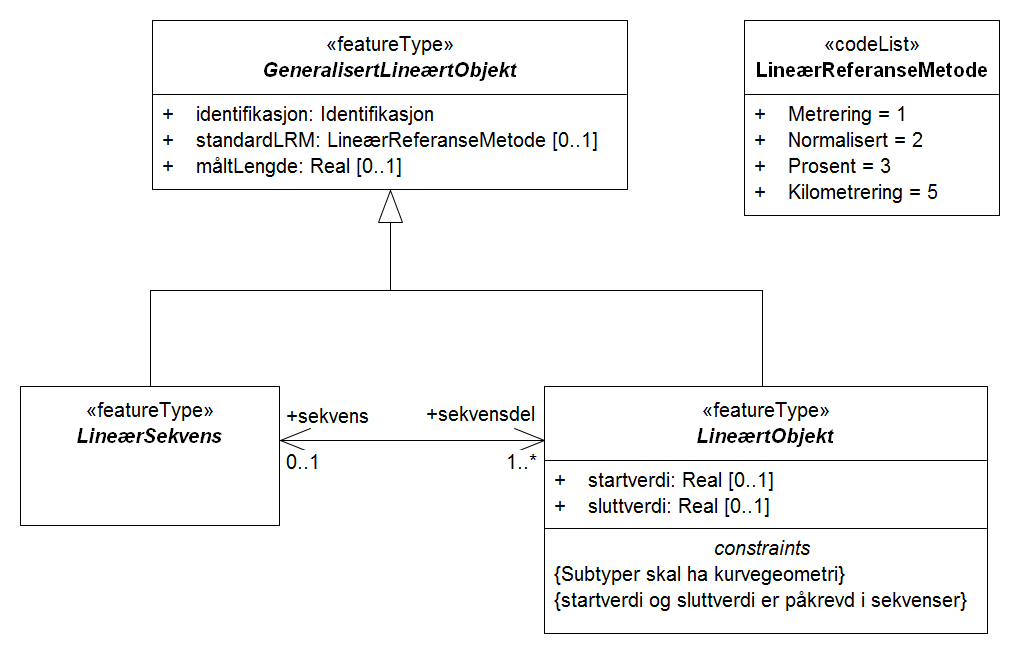 «featureType»
GeneralisertLineærtObjekt
+ identifikasjon: Identifikasjon
+ standardLRM: LineærReferanseMetode [0..1]
+ måltLengde: Real [0..1]
«codeList»
LineærReferanseMetode
+ Metrering = 1
+ Normalisert = 2
+ Prosent = 3
+ Kilometrering = 5
«featureType»
LineærSekvens
+sekvens
0..1
+sekvensdel
1..*
«featureType»
LineærtObjekt
+ startverdi: Real [0..1]
+ sluttverdi: Real [0..1]
constraints
{Subtyper skal ha kurvegeometri}
{startverdi og sluttverdi er påkrevd i sekvenser}